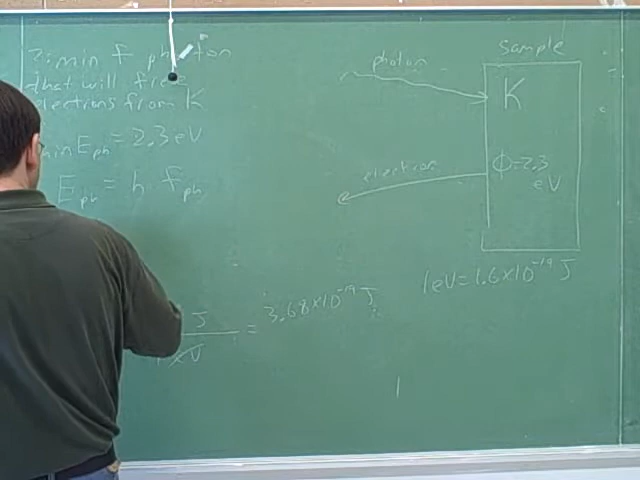 ?: min f photon
that will free
electrons from K
min Eph = 2.3 eV
Eph = h · fph
J
eV
= 3.68×10⁻¹⁹ J
sample
photon
K
electron
Φ=2.3
eV
1eV=1.6×10⁻¹⁹ J